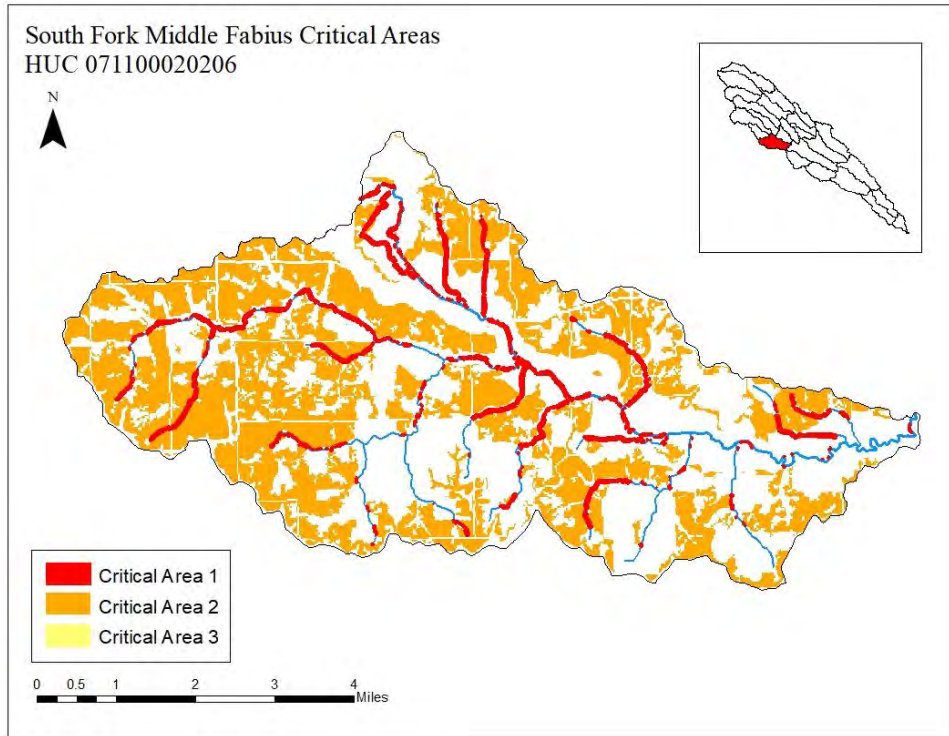 South Fork Middle Fabius Critical Areas
HUC 071100020206
N
Critical Area 1
Critical Area 2
Critical Area 3
0 0.5 1 2 3 4
Miles